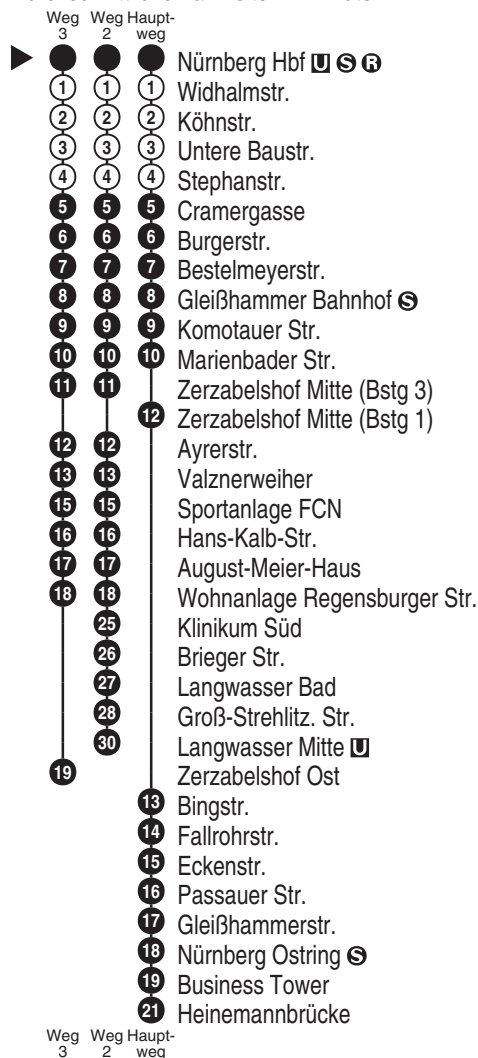 Weg Weg Haupt-
3 2 weg
Nürnberg Hbf U S R
1 1 1 Widhalmstr.
2 2 2 Köhnstr.
3 3 3 Untere Baustr.
4 4 4 Stephanstr.
5 5 5 Cramergasse
6 6 6 Burgerstr.
7 7 7 Bestelmeyerstr.
8 8 8 Gleißhammer Bahnhof S
9 9 9 Komotauer Str.
10 10 10 Marienbader Str.
11 11 Zerzabelshof Mitte (Bstg 3)
12 Zerzabelshof Mitte (Bstg 1)
12 12 Ayrerstr.
13 13 Valznerweiher
15 15 Sportanlage FCN
16 16 Hans-Kalb-Str.
17 17 August-Meier-Haus
18 18 Wohnanlage Regensburger Str.
25 Klinikum Süd
26 Brieger Str.
27 Langwasser Bad
28 Groß-Strehlitz. Str.
30 Langwasser Mitte U
19 Zerzabelshof Ost
13 Bingstr.
14 Fallrohrstr.
15 Eckenstr.
16 Passauer Str.
17 Gleißhammerstr.
18 Nürnberg Ostring S
19 Business Tower
21 Heinemannbrücke
Weg Weg Haupt-
3 2 weg